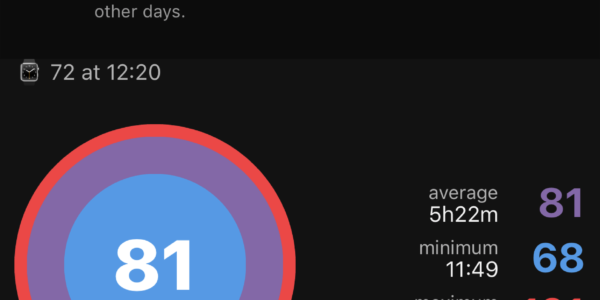 other days.
72 at 12:20
average
5h22m
81
81
minimum
11:49
68